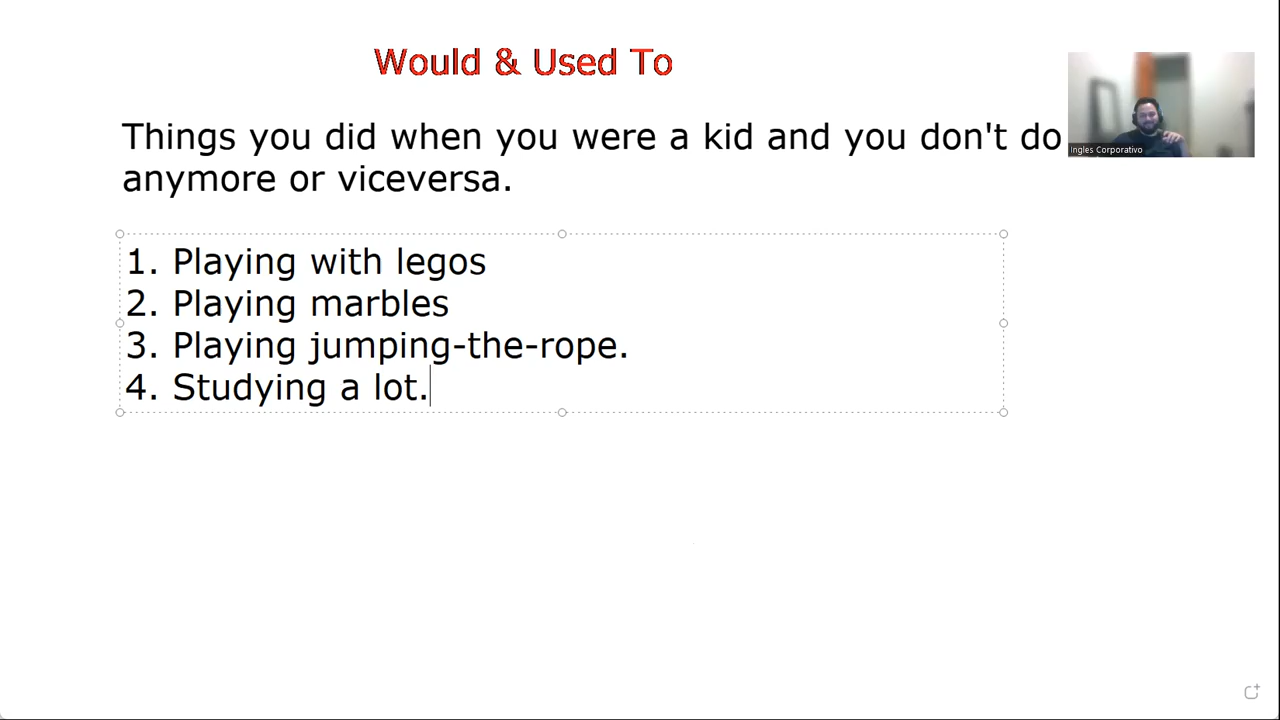 Would & Used To
Things you did when you were a kid and you don't do
anymore or viceversa.
Ingles Corporativo
1. Playing with legos
2. Playing marbles
3. Playing jumping-the-rope.
4. Studying a lot.